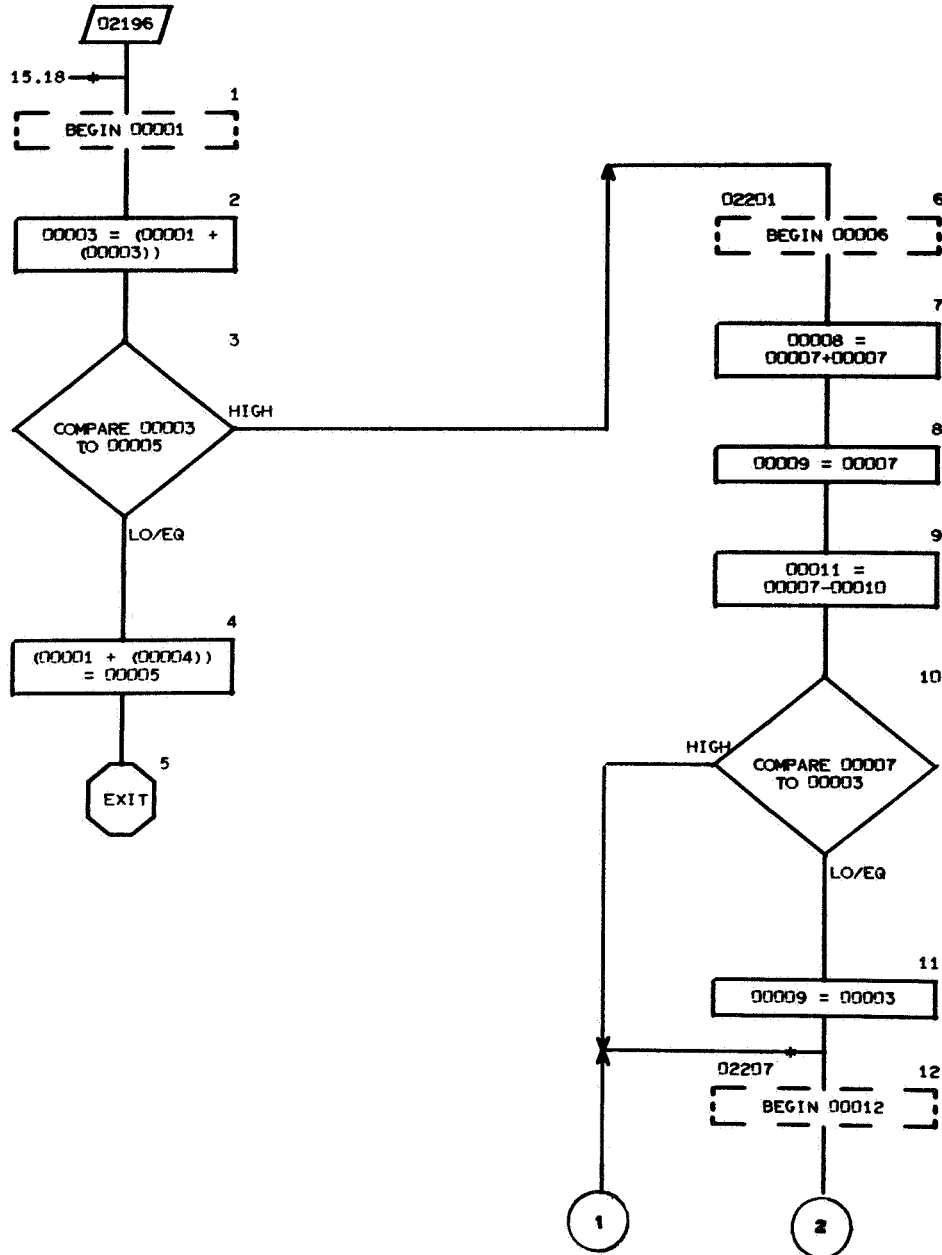 02196
15.18
1
BEGIN 00001
2
00003 = (00001 +
(00003))
3
COMPARE 00003
TO 00005
HIGH
LO/EQ
4
(00001 + (00004))
= 00005
5
EXIT
02201
6
BEGIN 00006
7
00008 =
00007+00007
8
00009 = 00007
9
00011 =
00007-00010
10
HIGH
COMPARE 00007
TO 00003
LO/EQ
11
00009 = 00003
02207
12
BEGIN 00012
1
2